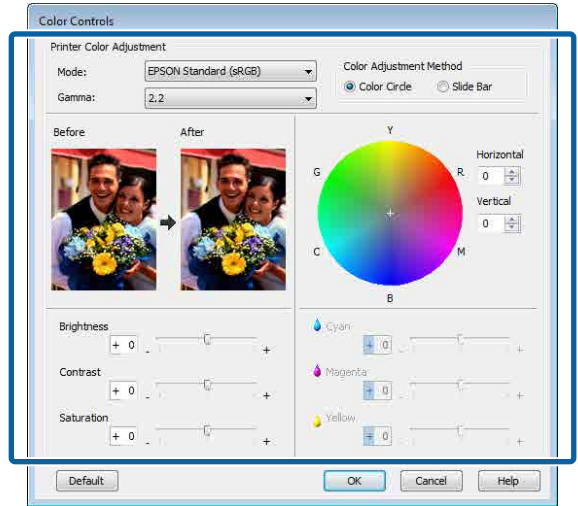 Color Controls
Printer Color Adjustment
Mode: EPSON Standard (sRGB)
Gamma: 2.2
Color Adjustment Method
Color Circle Slide Bar
Before After
Y
G R
C M
B
Horizontal
0
Vertical
0
Brightness
+ 0 - +
Contrast
+ 0 - +
Saturation
+ 0 - +
Cyan
+ 0 - +
Magenta
+ 0 - +
Yellow
+ 0 - +
Default OK Cancel Help